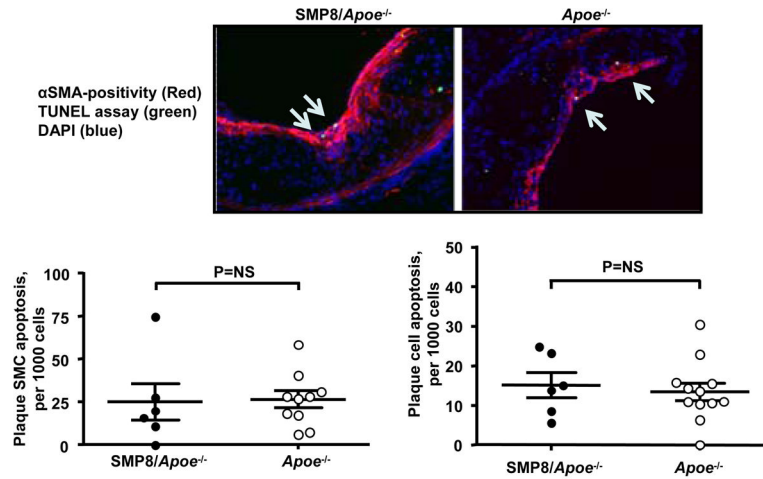 SMP8/Apoe-/-
Apoe-/-
αSMA-positivity (Red)
TUNEL assay (green)
DAPI (blue)
Plaque SMC apoptosis,
per 1000 cells
100
75
50
25
0
P=NS
SMP8/Apoe-/-
Apoe-/-
Plaque cell apoptosis,
per 1000 cells
50
40
30
20
10
0
P=NS
SMP8/Apoe-/-
Apoe-/-